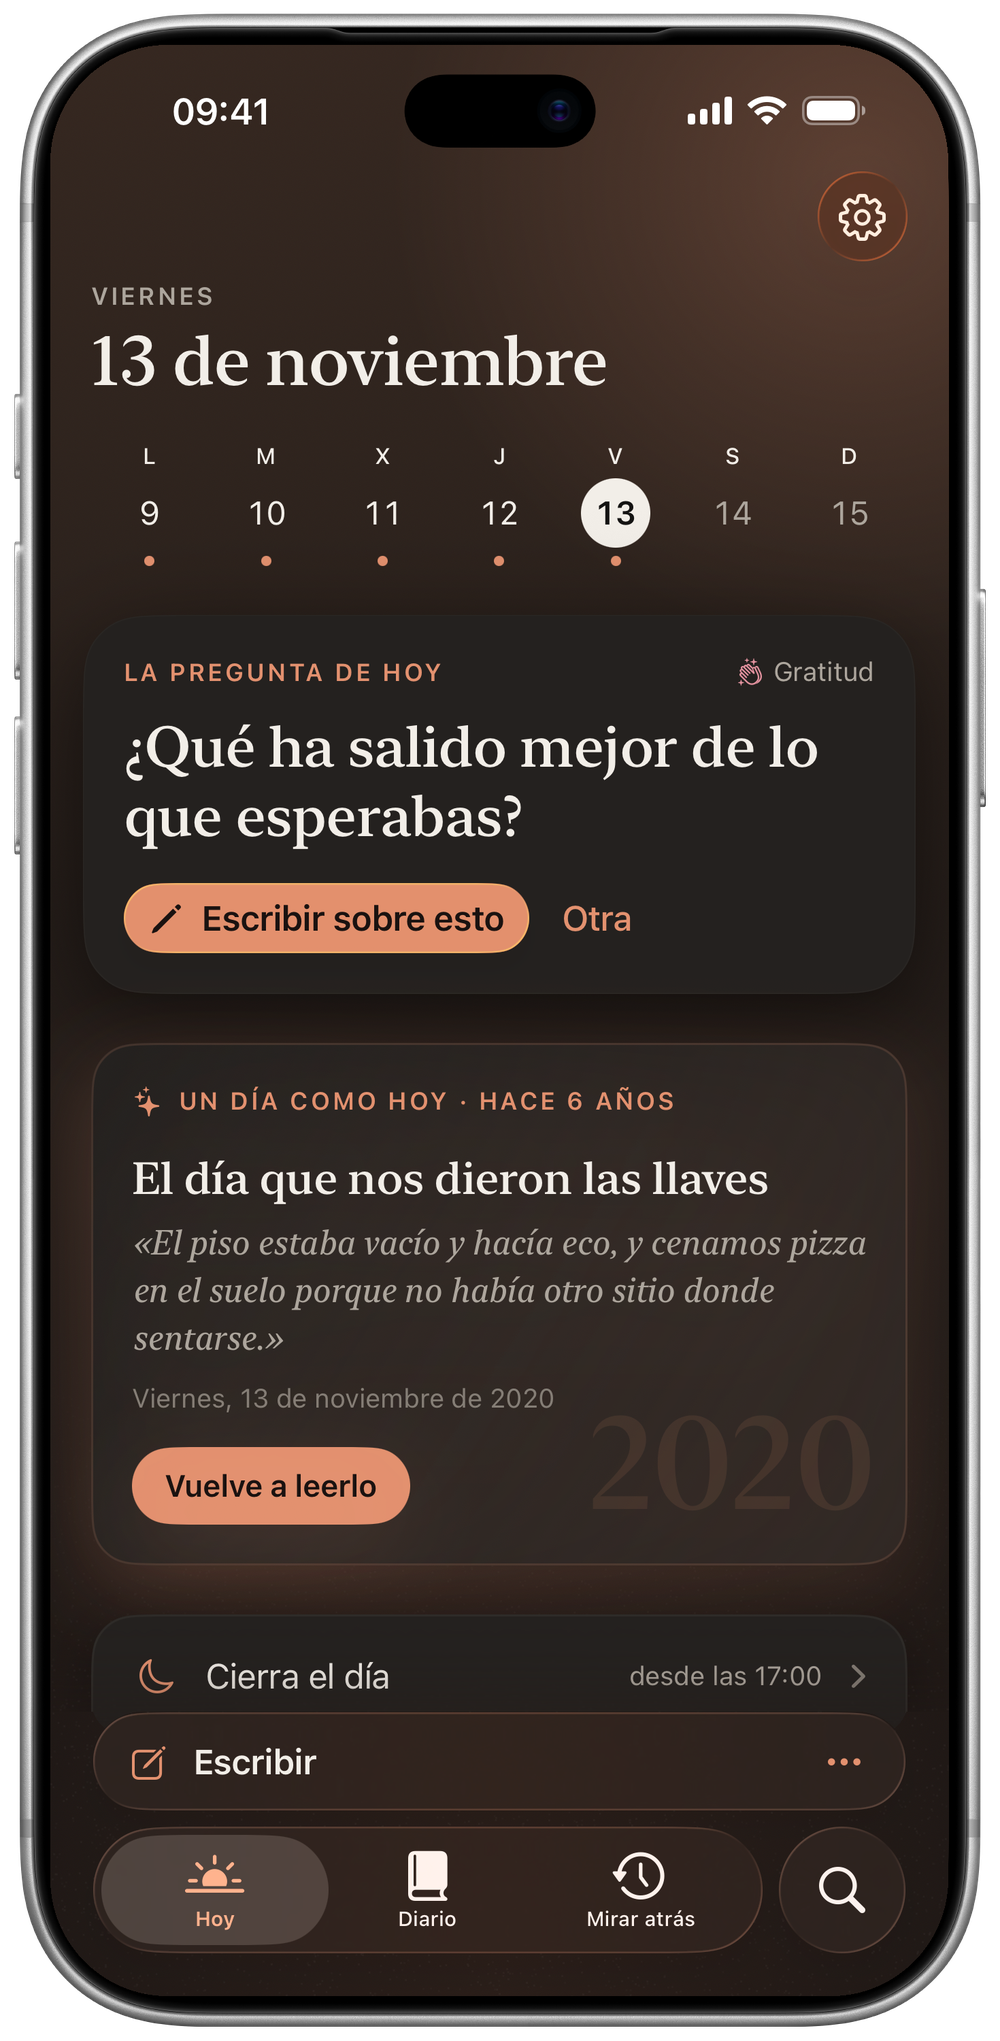 09:41
VIERNES
13 de noviembre
L M X J V S D
9 10 11 12 13 14 15
LA PREGUNTA DE HOY
Gratitud
¿Qué ha salido mejor de lo
que esperabas?
Escribir sobre esto
Otra
UN DÍA COMO HOY · HACE 6 AÑOS
El día que nos dieron las llaves
«El piso estaba vacío y hacía eco, y cenamos pizza
en el suelo porque no había otro sitio donde
sentarse.»
Viernes, 13 de noviembre de 2020
2020
Vuelve a leerlo
Cierra el día
desde las 17:00
Escribir
Hoy
Diario
Mirar atrás